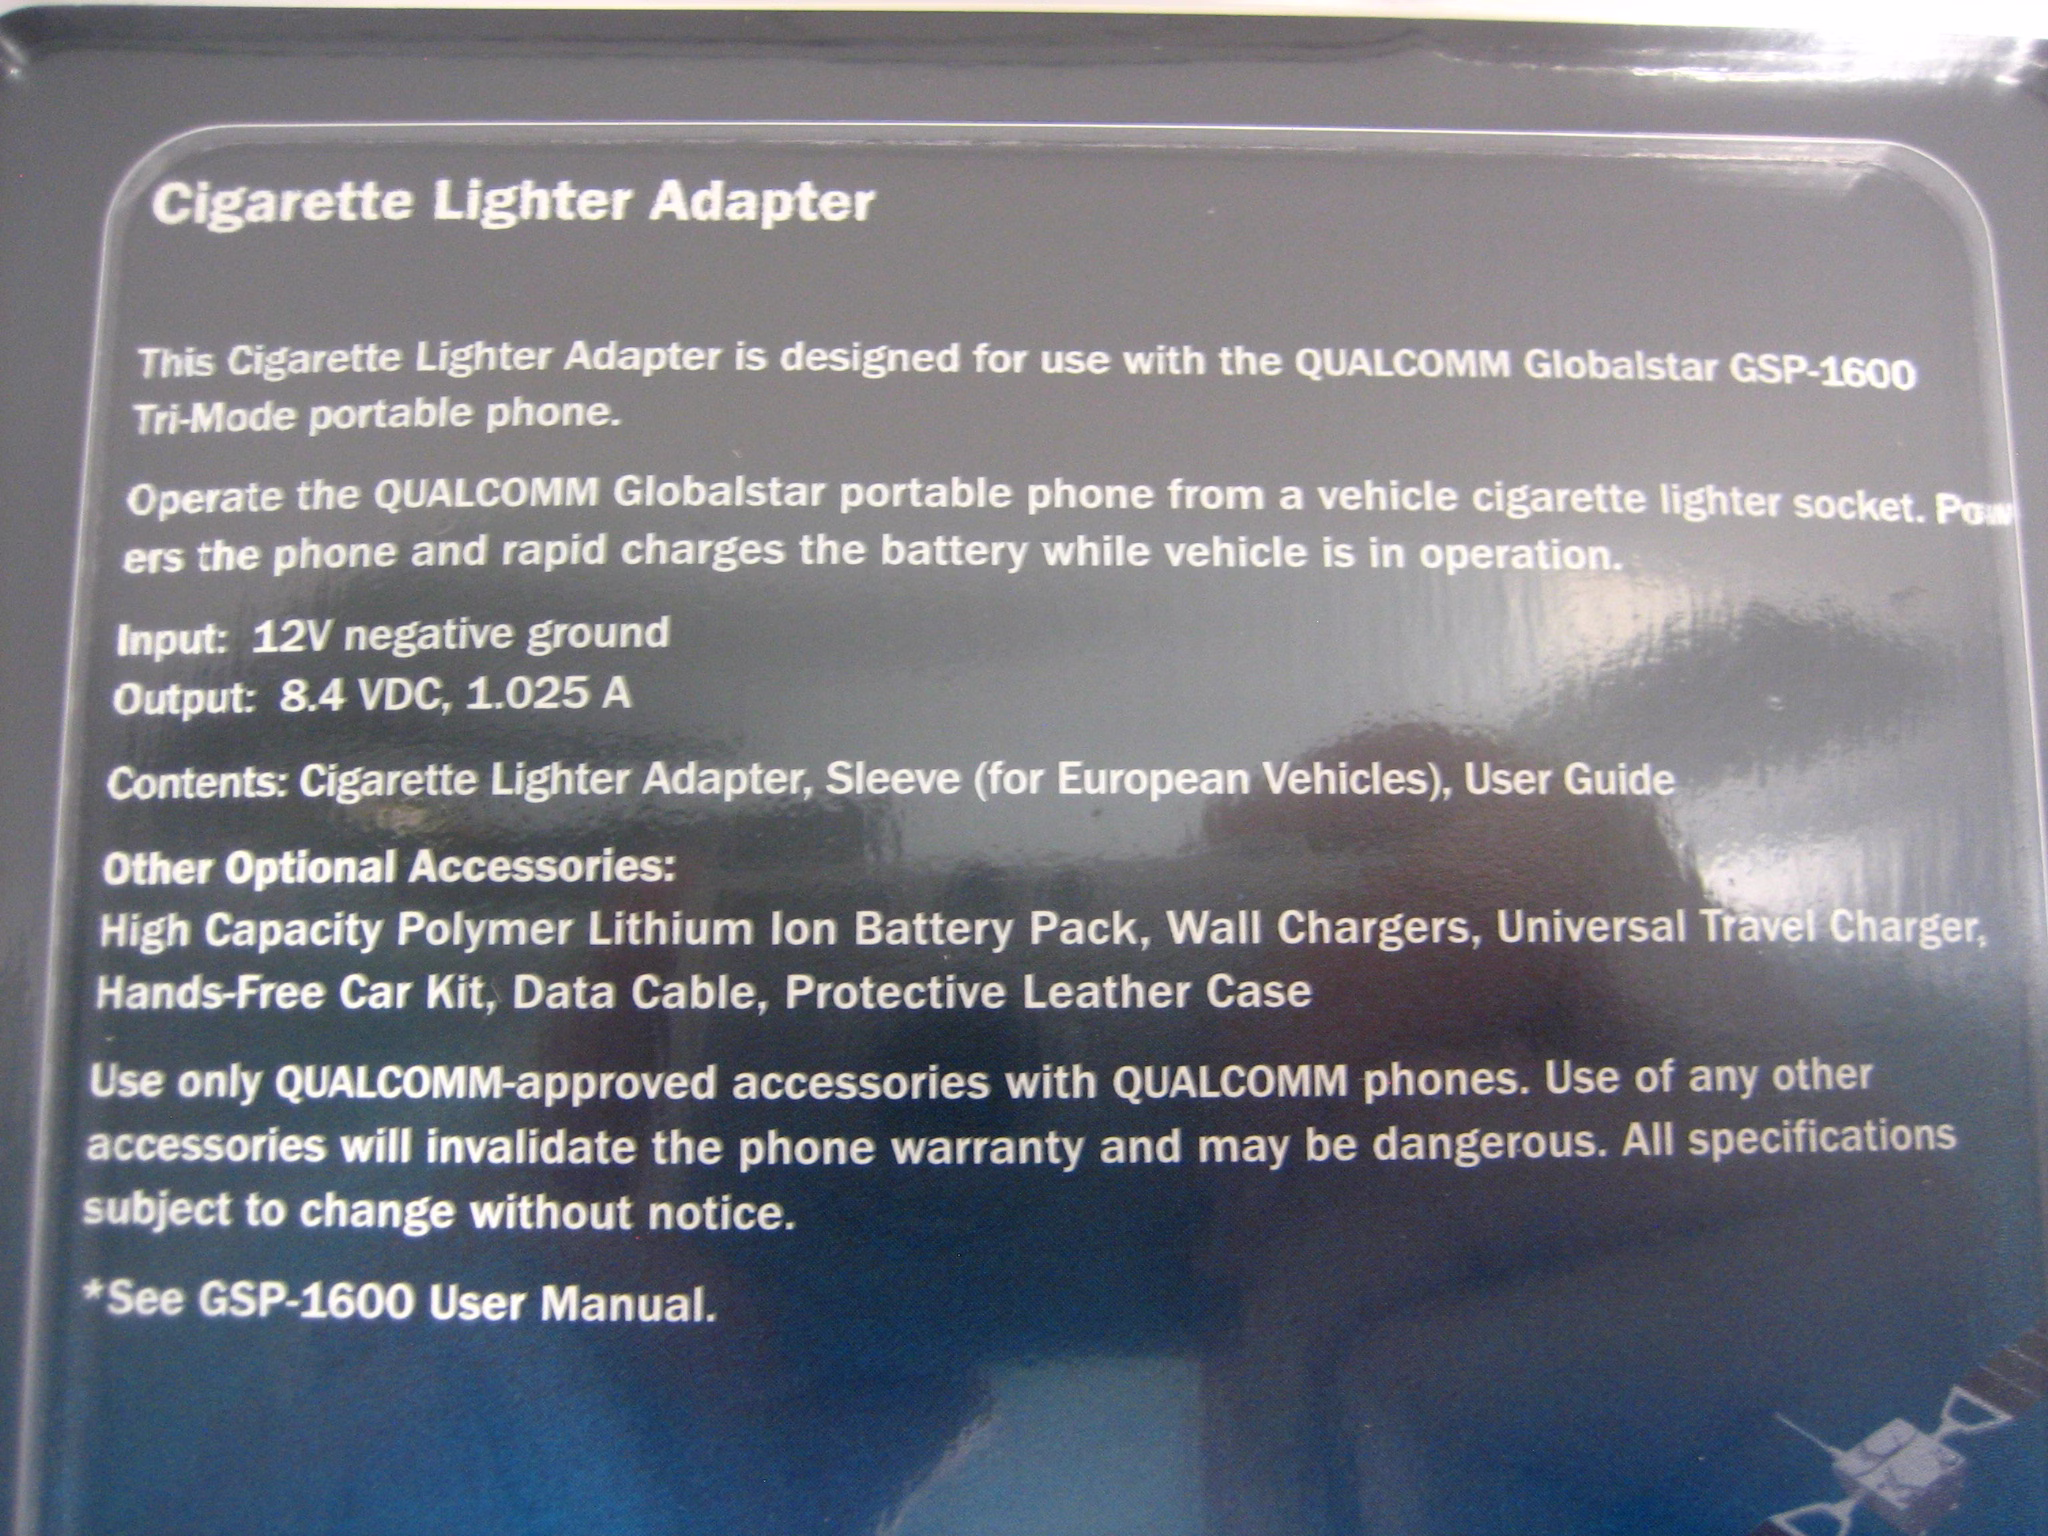 Cigarette Lighter Adapter
This Cigarette Lighter Adapter is designed for use with the QUALCOMM Globalstar GSP-1600
Tri-Mode portable phone.
Operate the QUALCOMM Globalstar portable phone from a vehicle cigarette lighter socket. Pow
ers the phone and rapid charges the battery while vehicle is in operation.
Input: 12V negative ground
Output: 8.4 VDC, 1.025 A
Contents: Cigarette Lighter Adapter, Sleeve (for European Vehicles), User Guide
Other Optional Accessories:
High Capacity Polymer Lithium Ion Battery Pack, Wall Chargers, Universal Travel Charger,
Hands-Free Car Kit, Data Cable, Protective Leather Case
Use only QUALCOMM-approved accessories with QUALCOMM phones. Use of any other
accessories will invalidate the phone warranty and may be dangerous. All specifications
subject to change without notice.
*See GSP-1600 User Manual.